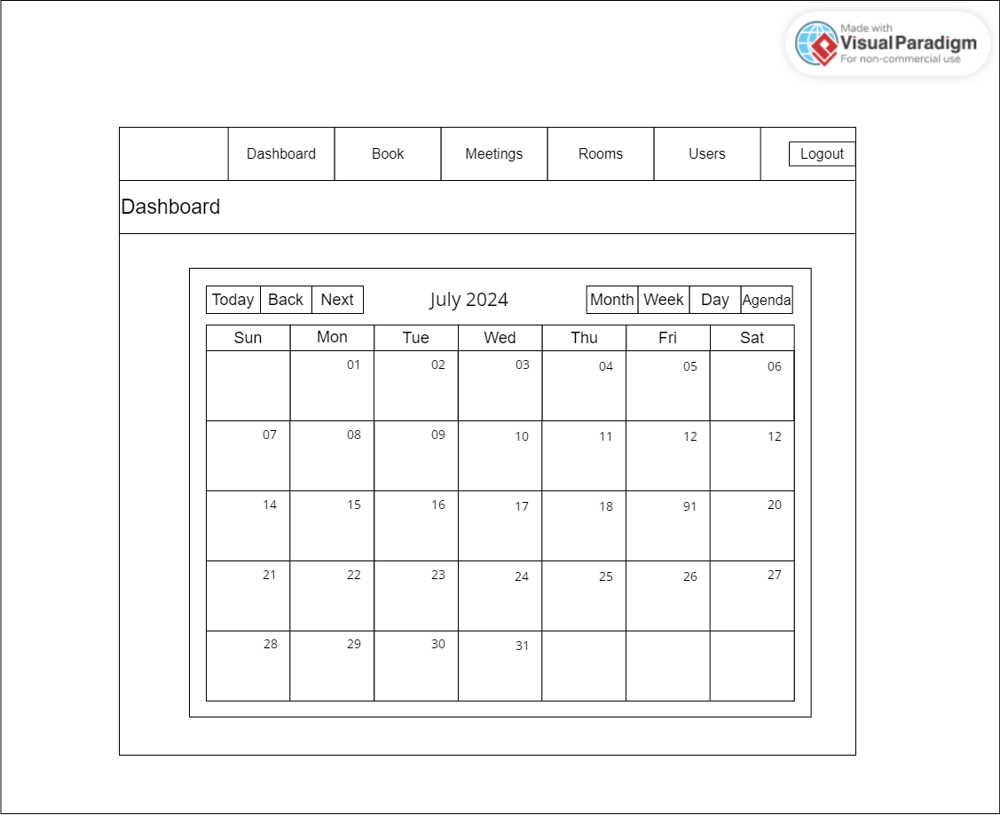 Made with
Visual Paradigm
For non-commercial use
Dashboard Book Meetings Rooms Users Logout
Dashboard
Today Back Next July 2024 Month Week Day Agenda
Sun Mon Tue Wed Thu Fri Sat
01 02 03 04 05 06
07 08 09 10 11 12 12
14 15 16 17 18 91 20
21 22 23 24 25 26 27
28 29 30 31